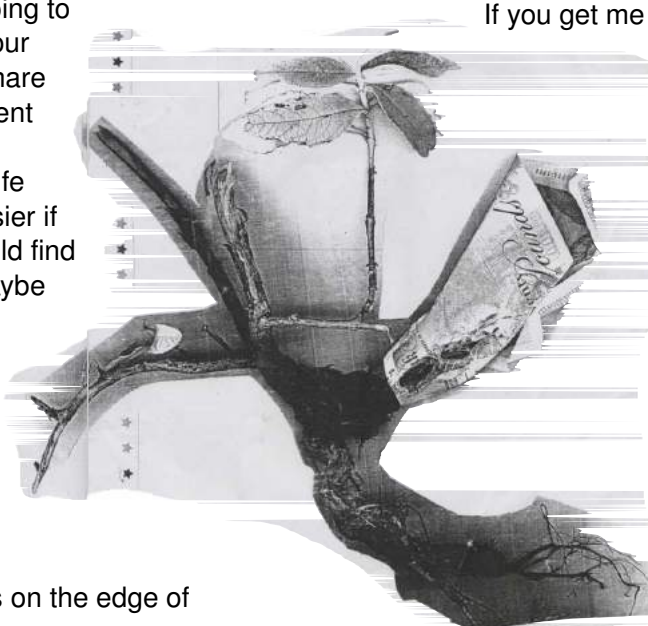 If you get me
ping to
our
hare
ent
fe
sier if
ld find
ybe
Pounds
s on the edge of